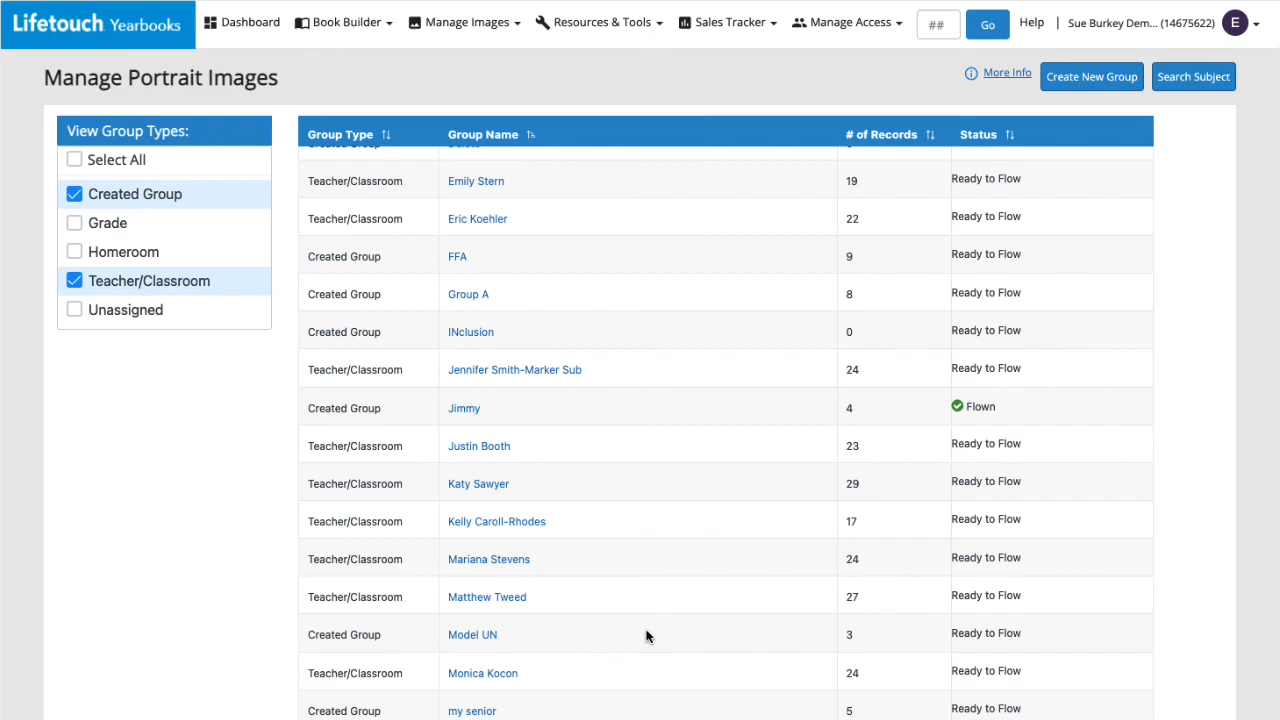 Lifetouch Yearbooks Dashboard Book Builder Manage Images Resources & Tools Sales Tracker Manage Access ## Go Help | Sue Burkey Dem... (14675622) E
Manage Portrait Images More Info Create New Group Search Subject
View Group Types:
Select All
Created Group
Grade
Homeroom
Teacher/Classroom
Unassigned
Group Type Group Name # of Records Status
Teacher/Classroom Emily Stern 19 Ready to Flow
Teacher/Classroom Eric Koehler 22 Ready to Flow
Created Group FFA 9 Ready to Flow
Created Group Group A 8 Ready to Flow
Created Group INclusion 0 Ready to Flow
Teacher/Classroom Jennifer Smith-Marker Sub 24 Ready to Flow
Created Group Jimmy 4 Flown
Teacher/Classroom Justin Booth 23 Ready to Flow
Teacher/Classroom Katy Sawyer 29 Ready to Flow
Teacher/Classroom Kelly Caroll-Rhodes 17 Ready to Flow
Teacher/Classroom Mariana Stevens 24 Ready to Flow
Teacher/Classroom Matthew Tweed 27 Ready to Flow
Created Group Model UN 3 Ready to Flow
Teacher/Classroom Monica Kocon 24 Ready to Flow
Created Group my senior 5 Ready to Flow